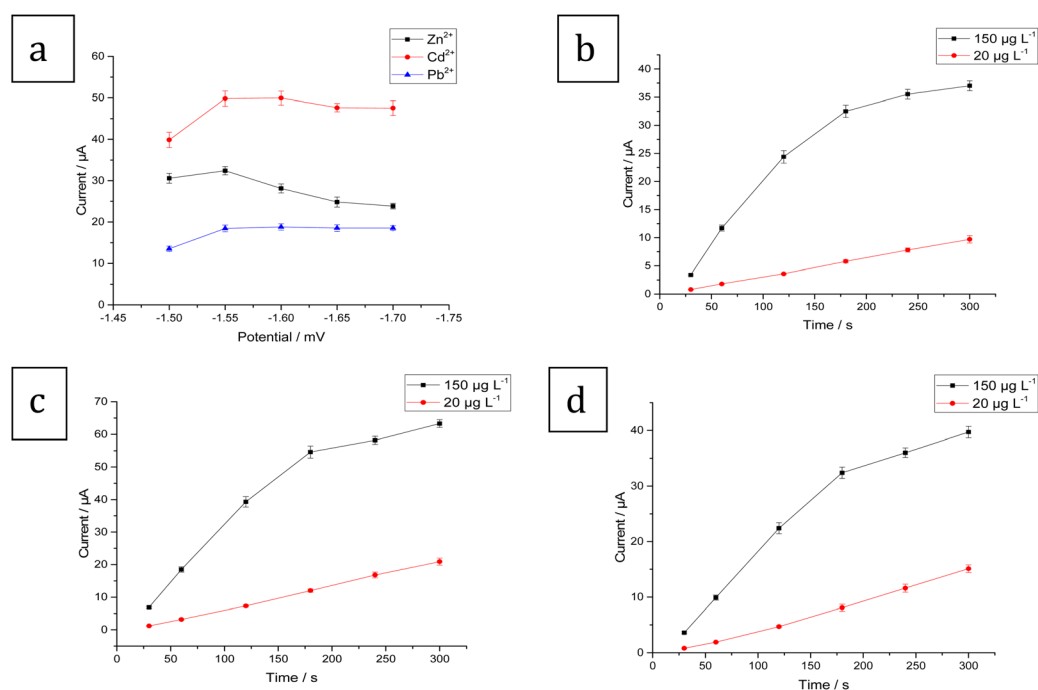 a
Zn²⁺
Cd²⁺
Pb²⁺
60
50
40
30
20
10
0
Current / µA
-1.45 -1.50 -1.55 -1.60 -1.65 -1.70 -1.75
Potential / mV
b
150 µg L⁻¹
20 µg L⁻¹
40
35
30
25
20
15
10
5
0
Current / µA
0 50 100 150 200 250 300
Time / s
c
150 µg L⁻¹
20 µg L⁻¹
70
60
50
40
30
20
10
0
Current / µA
0 50 100 150 200 250 300
Time / s
d
150 µg L⁻¹
20 µg L⁻¹
40
30
20
10
0
Current / µA
0 50 100 150 200 250 300
Time / s